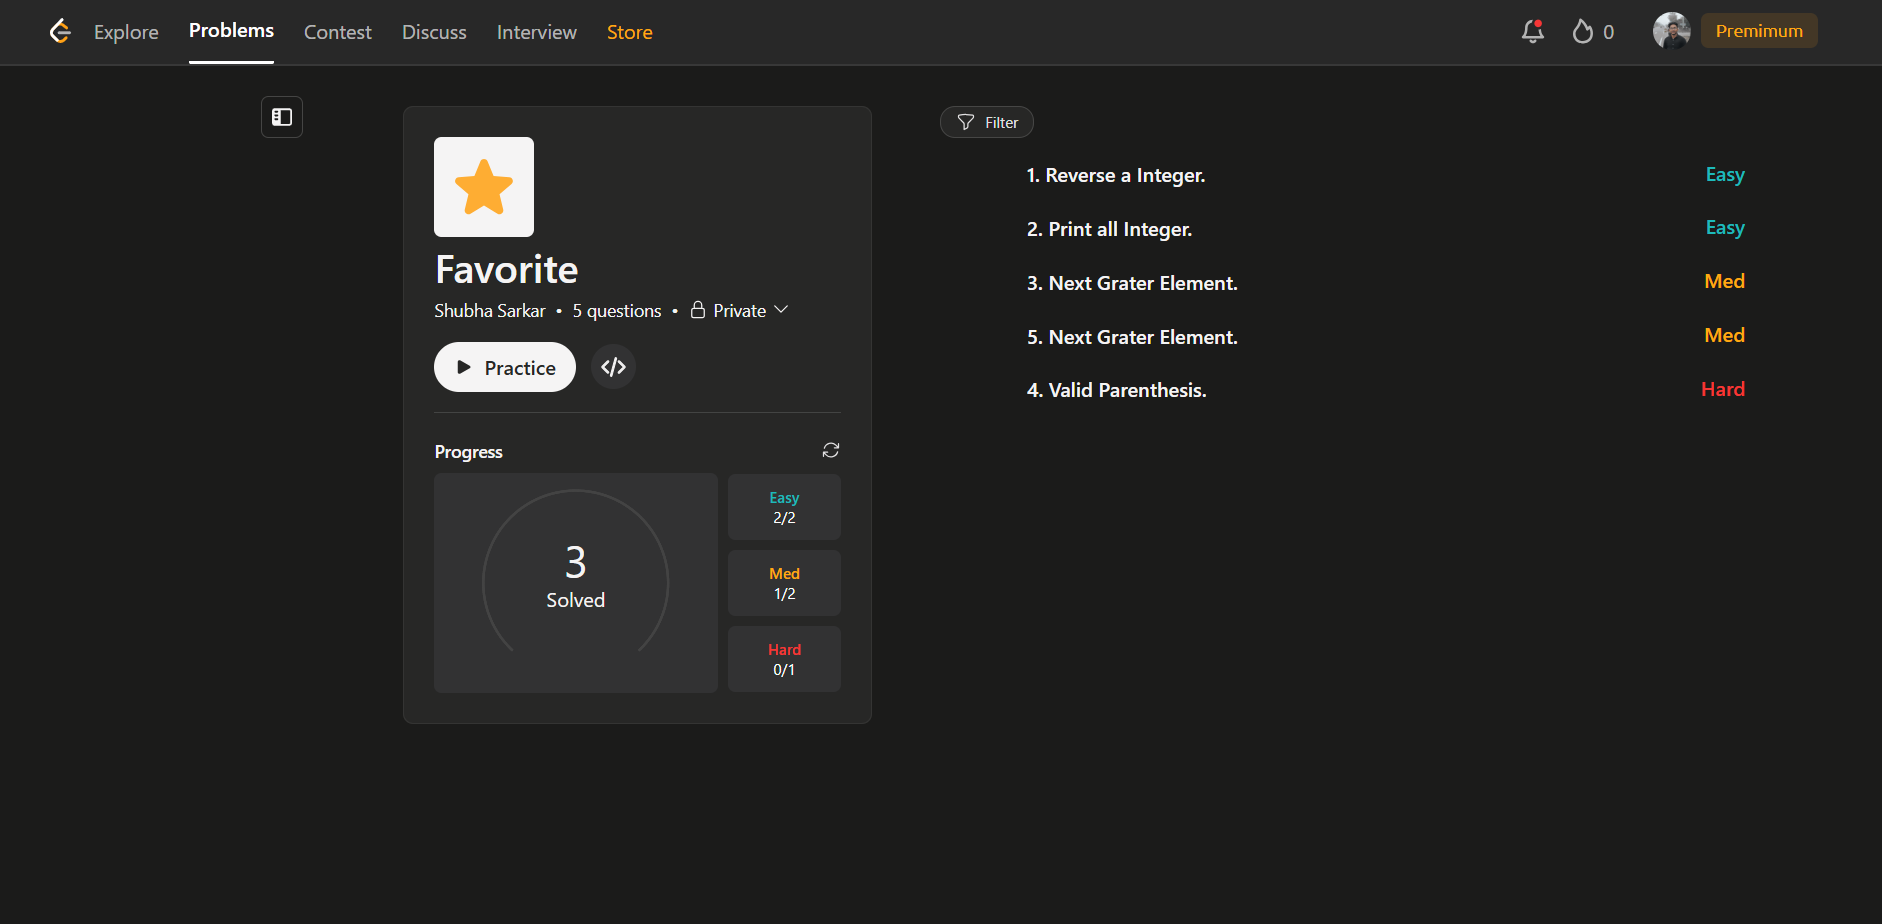 Explore Problems Contest Discuss Interview Store 0 Premimum
Favorite
Shubha Sarkar • 5 questions • Private
Practice </>
Progress
3
Solved
Easy
2/2
Med
1/2
Hard
0/1
Filter
1. Reverse a Integer. Easy
2. Print all Integer. Easy
3. Next Grater Element. Med
5. Next Grater Element. Med
4. Valid Parenthesis. Hard